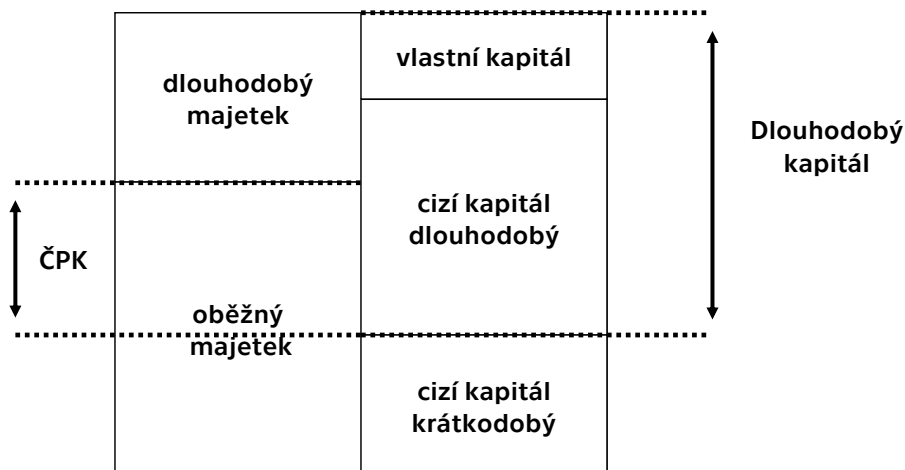 vlastní kapitál
dlouhodobý
majetek
Dlouhodobý
kapitál
cizí kapitál
dlouhodobý
ČPK
oběžný
majetek
cizí kapitál
krátkodobý